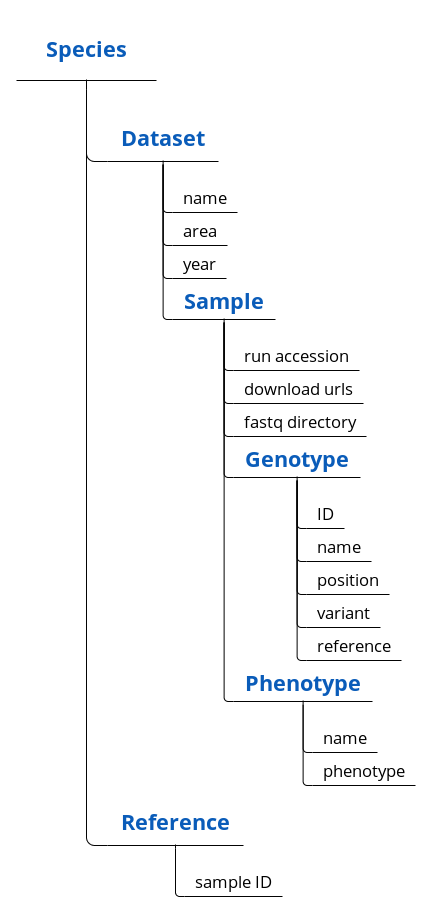 Species
Dataset
name
area
year
Sample
run accession
download urls
fastq directory
Genotype
ID
name
position
variant
reference
Phenotype
name
phenotype
Reference
sample ID